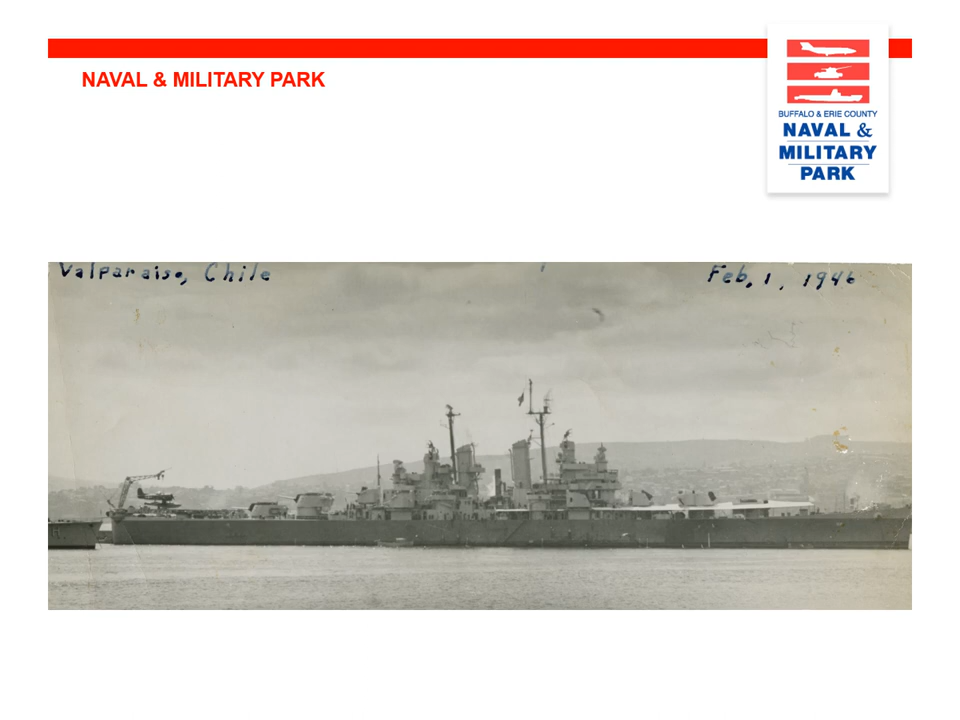 NAVAL & MILITARY PARK
BUFFALO & ERIE COUNTY
NAVAL &
MILITARY
PARK
Valparaiso, Chile
Feb. 1, 1946